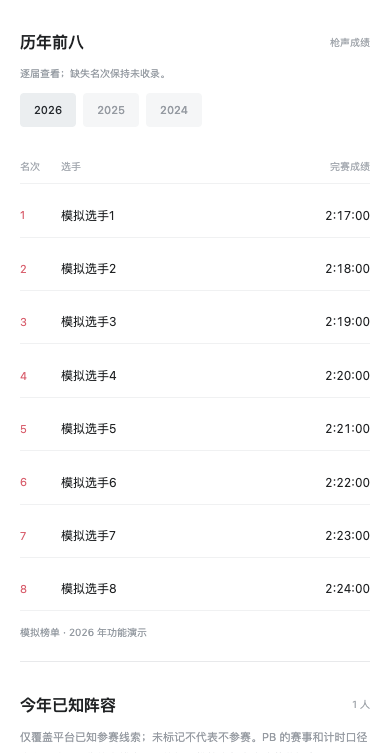 历年前八 枪声成绩
逐届查看；缺失名次保持未收录。
2026 2025 2024
名次 选手 完赛成绩
1 模拟选手1 2:17:00
2 模拟选手2 2:18:00
3 模拟选手3 2:19:00
4 模拟选手4 2:20:00
5 模拟选手5 2:21:00
6 模拟选手6 2:22:00
7 模拟选手7 2:23:00
8 模拟选手8 2:24:00
模拟榜单 · 2026 年功能演示
今年已知阵容 1 人
仅覆盖平台已知参赛线索；未标记不代表不参赛。PB 的赛事和计时口径